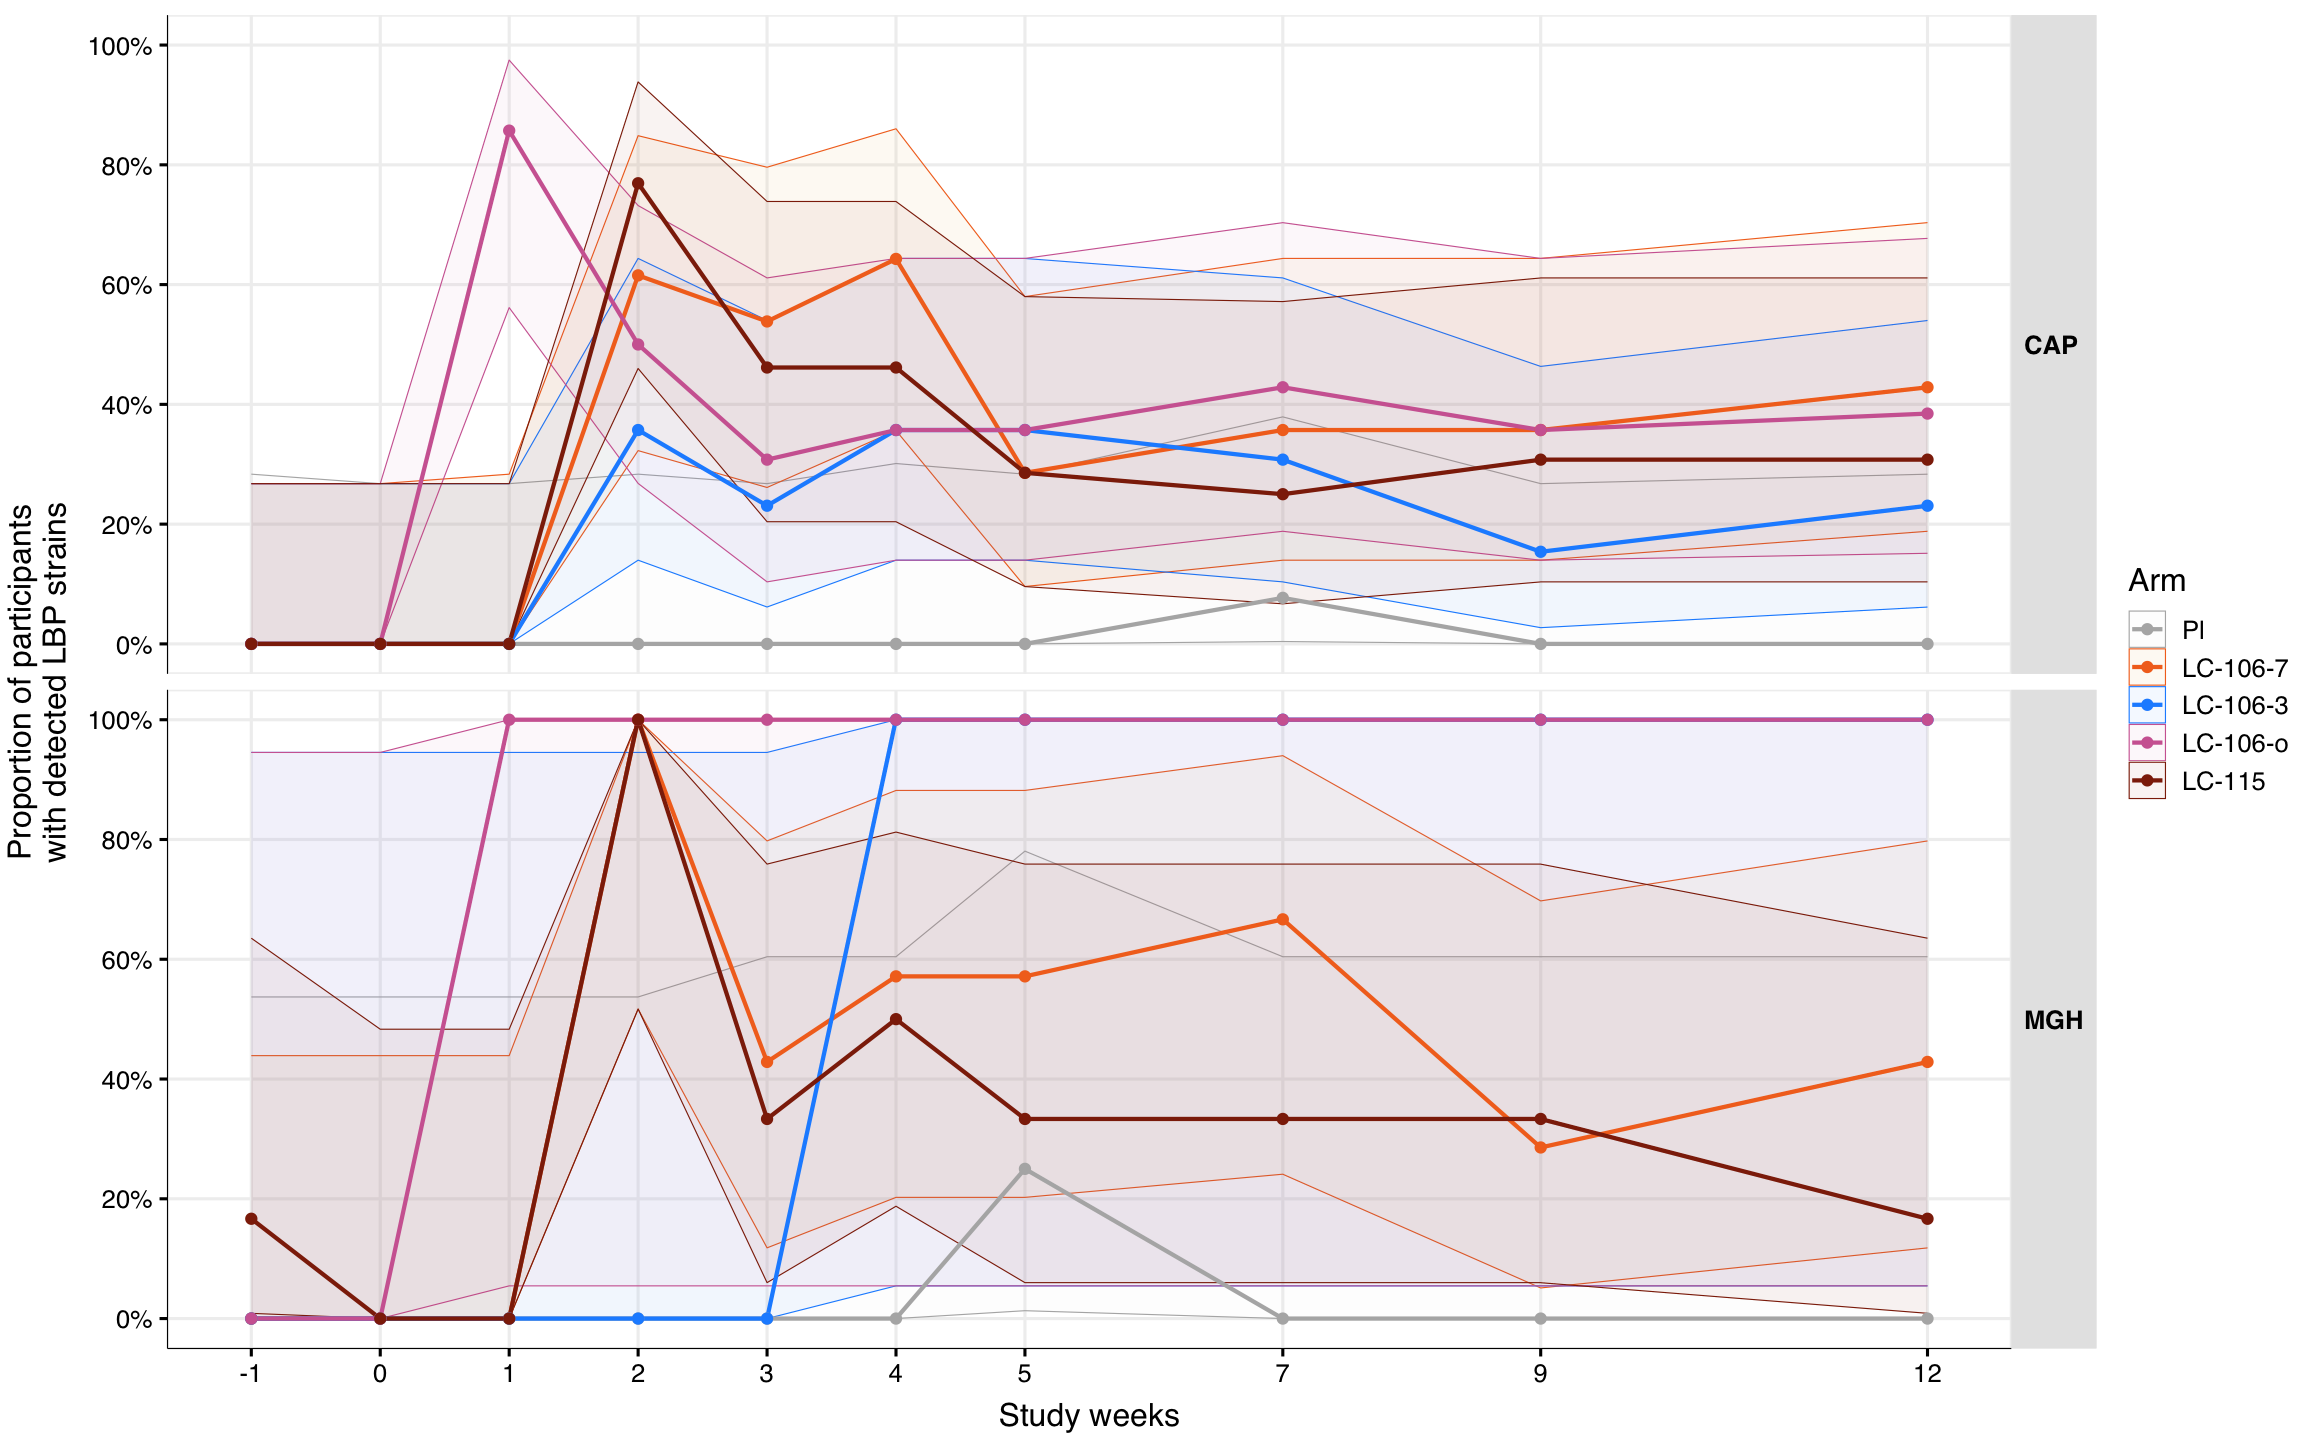 Proportion of participants
with detected LBP strains
100%
80%
60%
40%
20%
0%
CAP
100%
80%
60%
40%
20%
0%
MGH
-1 0 1 2 3 4 5 7 9 12
Study weeks
Arm
Pl
LC-106-7
LC-106-3
LC-106-o
LC-115